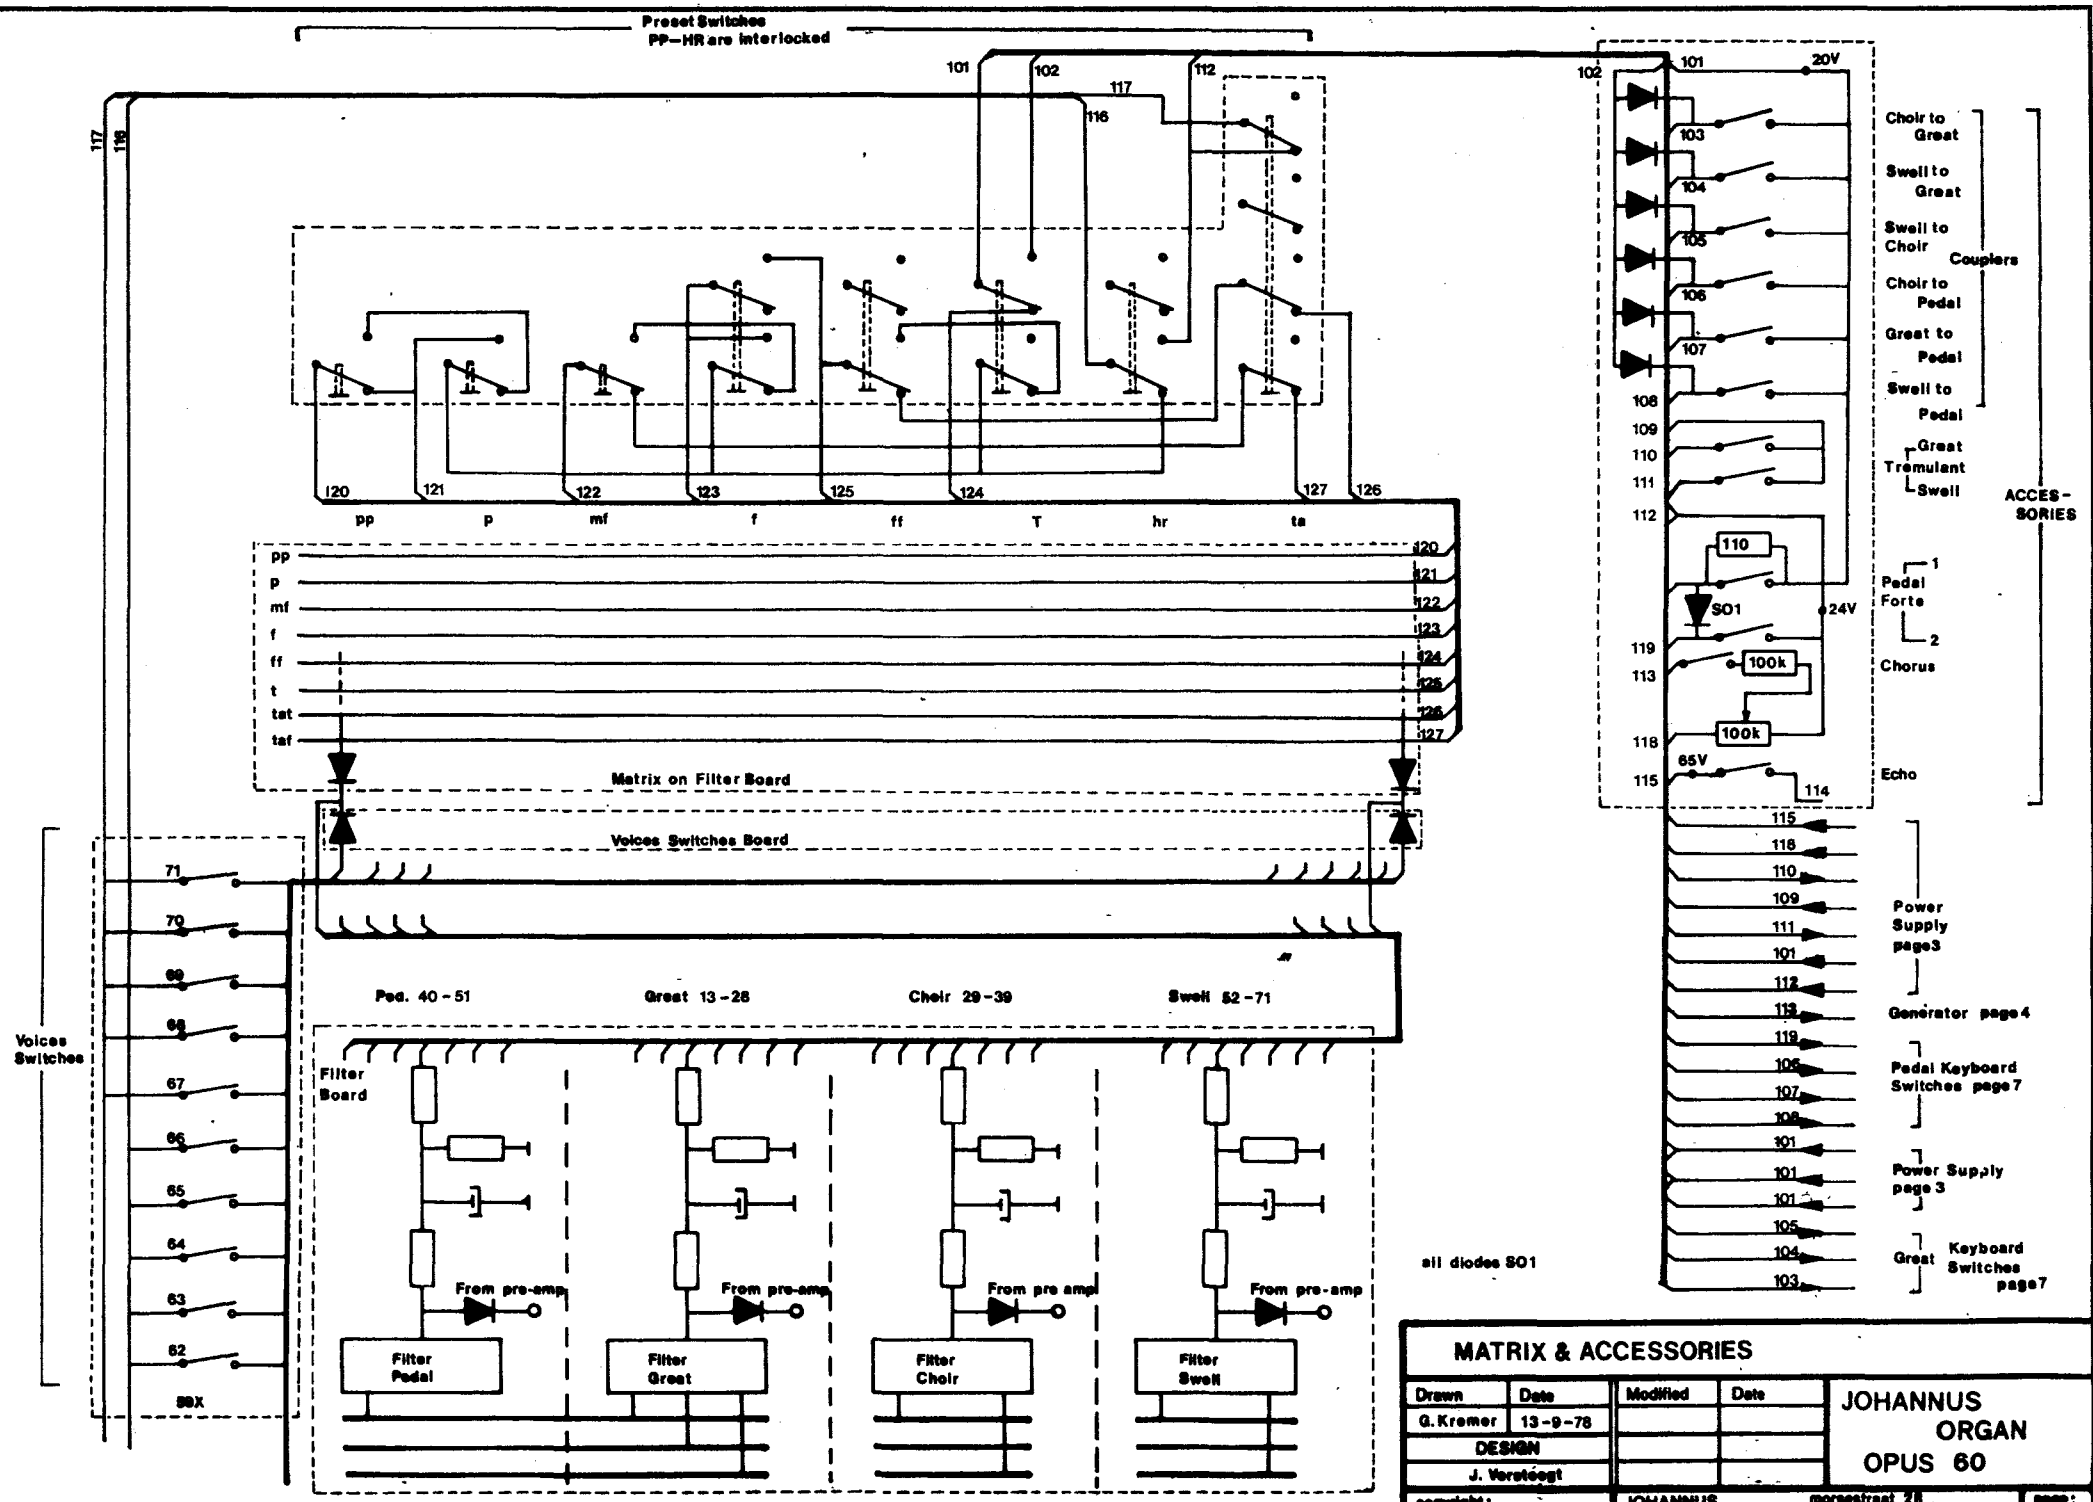 Preset Switches
PP-HR are interlocked
101
102
112
117
116
117
116
120
121
122
123
125
124
127
126
pp
p
mf
f
ff
T
hr
ta
pp
120
p
121
mf
122
f
123
ff
124
t
125
tat
126
taf
127
Matrix on Filter Board
Voices Switches Board
Voices
Switches
71
70
69
68
67
66
65
64
63
62
59X
Ped. 40-51
Great 13-28
Choir 29-39
Swell 52-71
Filter
Board
From pre-amp
From pre-amp
From pre amp
From pre-amp
Filter
Pedal
Filter
Great
Filter
Choir
Filter
Swell
102
101
20V
103
Choir to
Great
104
Swell to
Great
105
Swell to
Choir
Couplers
106
Choir to
Pedal
107
Great to
Pedal
108
Swell to
Pedal
109
110
Great
Tremulant
111
Swell
112
ACCES-
SORIES
110
1
Pedal
Forte
SO1
24V
2
119
113
100k
Chorus
118
100k
65V
115
Echo
114
115
118
110
109
111
101
112
Power
Supply
page3
113
Generator page 4
119
106
107
108
Pedal Keyboard
Switches page 7
101
101
101
Power Supply
page 3
105
104
103
Great
Keyboard
Switches
page7
all diodes SO1
MATRIX & ACCESSORIES
Drawn
Date
Modified
Date
G. Kremer
13-9-78
DESIGN
J. Versteegt
JOHANNUS
ORGAN
OPUS 60
copyright:
JOHANNUS
page: